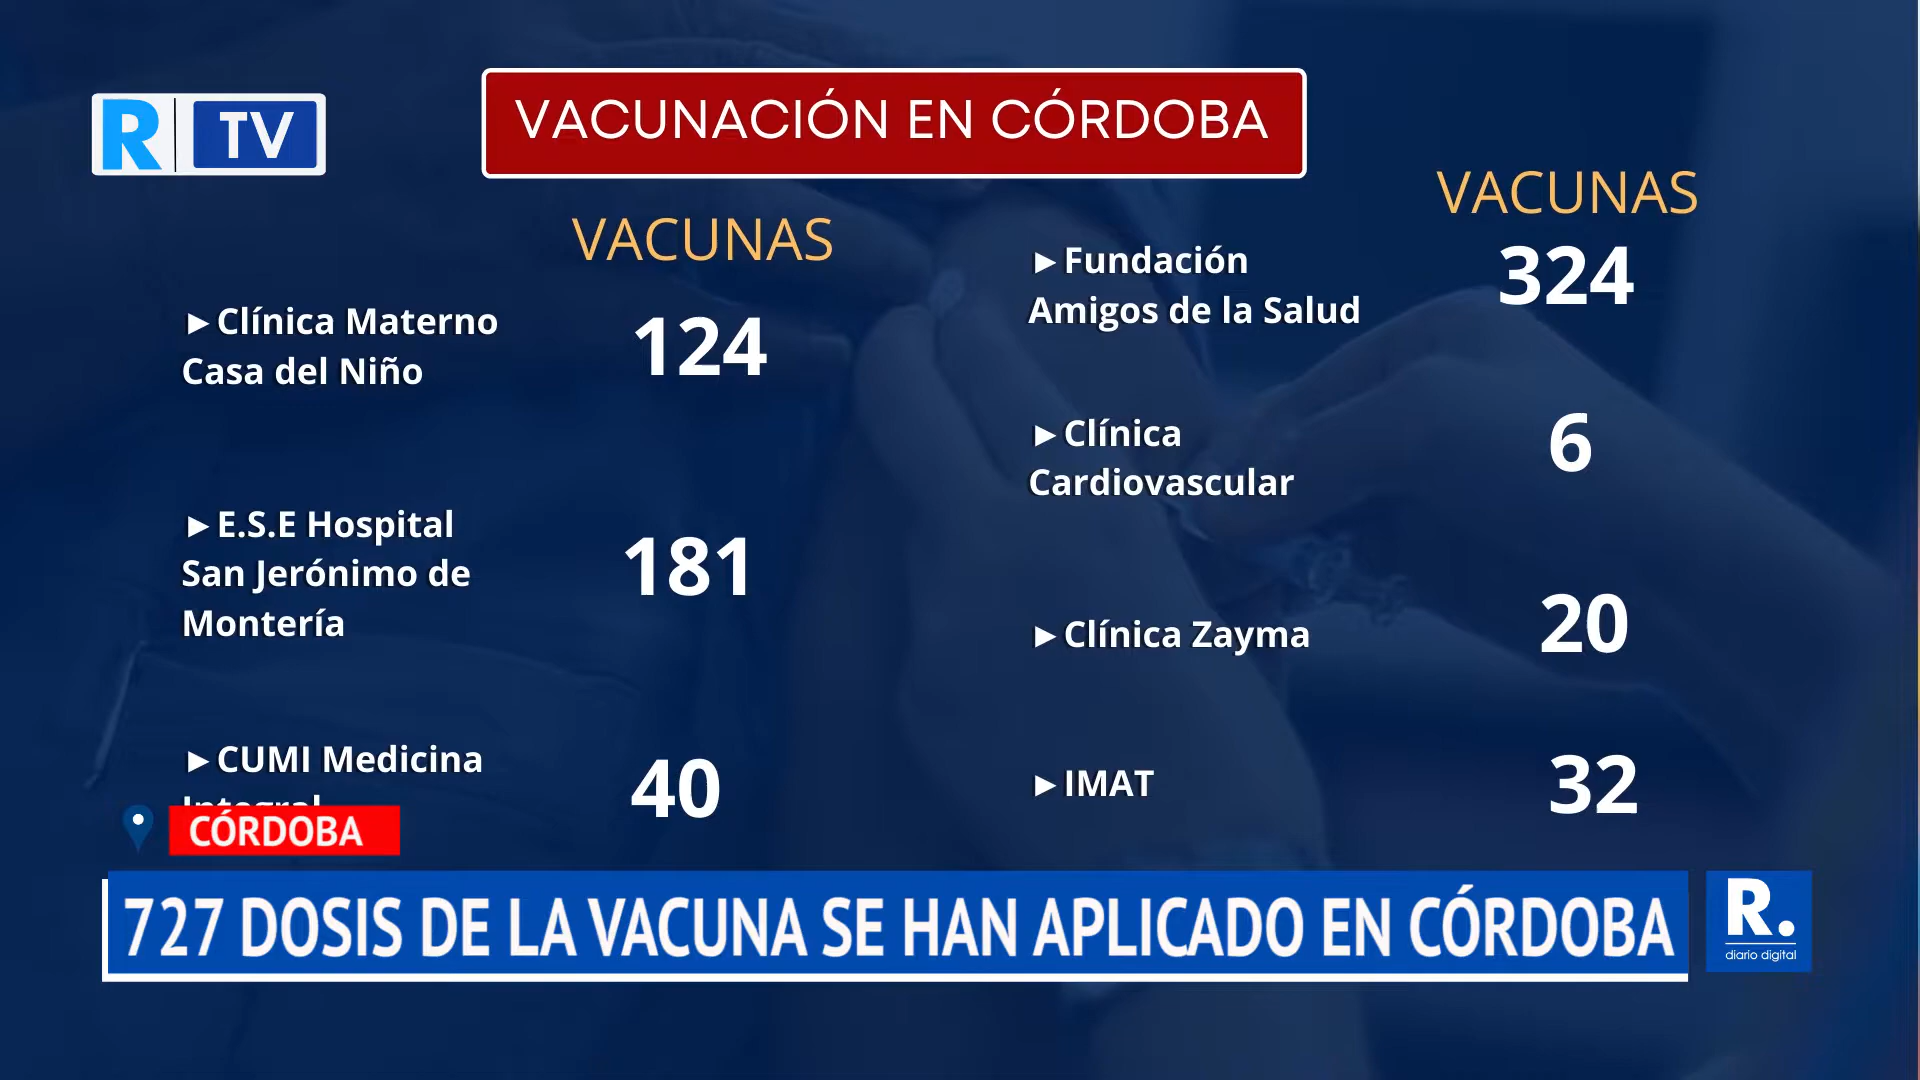 R TV
VACUNACIÓN EN CÓRDOBA
VACUNAS
►Clínica Materno
Casa del Niño
124
►E.S.E Hospital
San Jerónimo de
Montería
181
►CUMI Medicina
Integral
40
VACUNAS
►Fundación
Amigos de la Salud
324
►Clínica
Cardiovascular
6
►Clínica Zayma
20
►IMAT
32
CÓRDOBA
727 DOSIS DE LA VACUNA SE HAN APLICADO EN CÓRDOBA
R.
diario digital